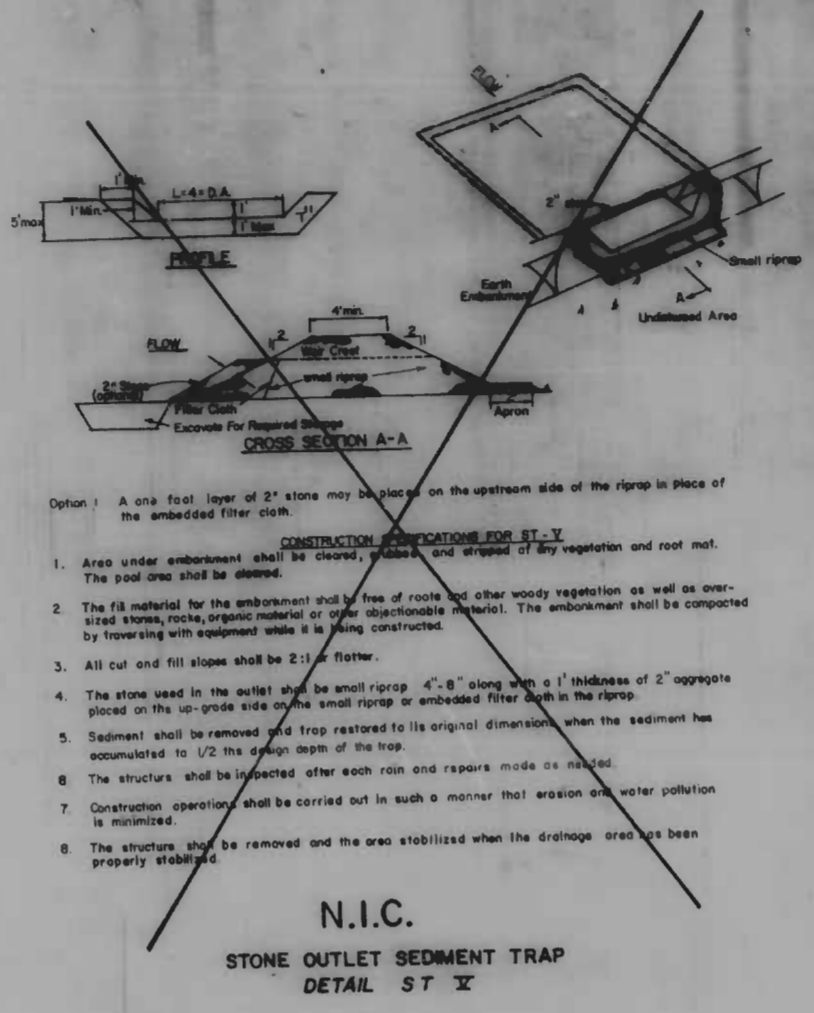 FLOW
A
1' Min.
L=4=D.A.
1'
1' Min.
5' max
1' Max
PROFILE
2"
Small riprap
Earth
Embankment
A
Undisturbed Area
4' min.
2
2
FLOW
Weir Crest
small riprap
2" Stone
(optional)
Filter Cloth
Apron
Excavate For Required Storage
CROSS SECTION A-A
Option : A one foot layer of 2" stone may be placed on the upstream side of the riprap in place of
the embedded filter cloth.
CONSTRUCTION SPECIFICATIONS FOR ST-V
1. Area under embankment shall be cleared, grubbed and stripped of any vegetation and root mat.
The pool area shall be cleared.
2 The fill material for the embankment shall be free of roots and other woody vegetation as well as over-
sized stones, rocks, organic material or other objectionable material. The embankment shall be compacted
by traversing with equipment while it is being constructed.
3. All cut and fill slopes shall be 2:1 or flatter.
4. The stone used in the outlet shall be small riprap 4"-8" along with a 1' thickness of 2" aggregate
placed on the up-grade side on the small riprap or embedded filter cloth in the riprap
5. Sediment shall be removed and trap restored to its original dimensions when the sediment has
accumulated to 1/2 the design depth of the trap.
6 The structure shall be inspected after each rain and repairs made as needed.
7. Construction operations shall be carried out in such a manner that erosion and water pollution
is minimized.
8. The structure shall be removed and the area stabilized when the drainage area has been
properly stabilized.
N.I.C.
STONE OUTLET SEDIMENT TRAP
DETAIL ST V